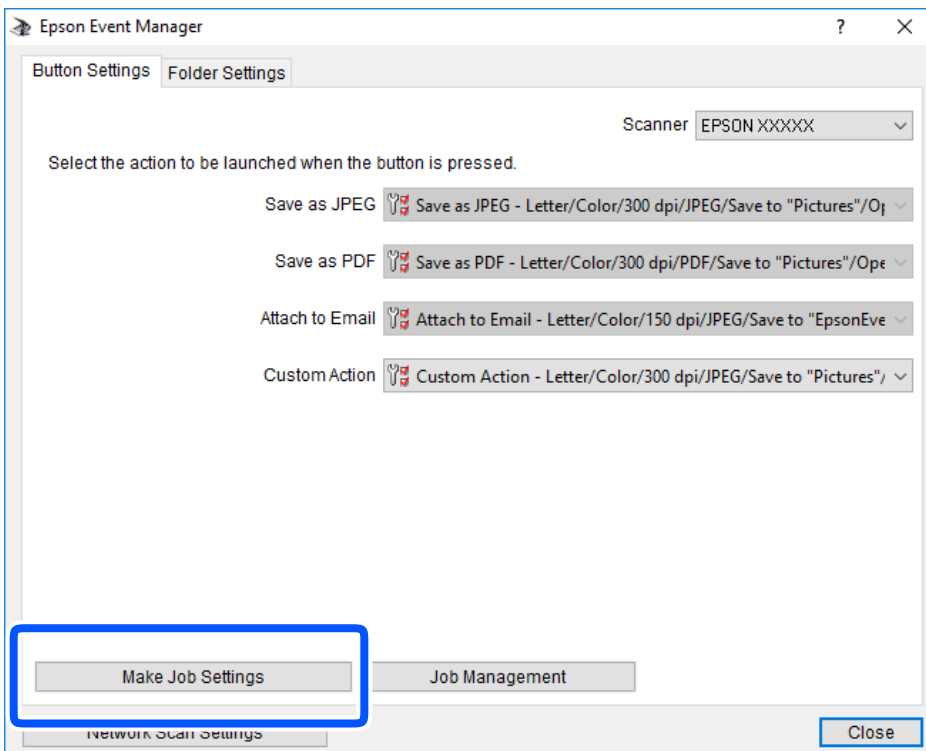 Epson Event Manager
Button Settings Folder Settings
Scanner EPSON XXXXX
Select the action to be launched when the button is pressed.
Save as JPEG Save as JPEG - Letter/Color/300 dpi/JPEG/Save to "Pictures"/Op
Save as PDF Save as PDF - Letter/Color/300 dpi/PDF/Save to "Pictures"/Ope
Attach to Email Attach to Email - Letter/Color/150 dpi/JPEG/Save to "EpsonEve
Custom Action Custom Action - Letter/Color/300 dpi/JPEG/Save to "Pictures"/
Make Job Settings Job Management
Network Scan Settings Close